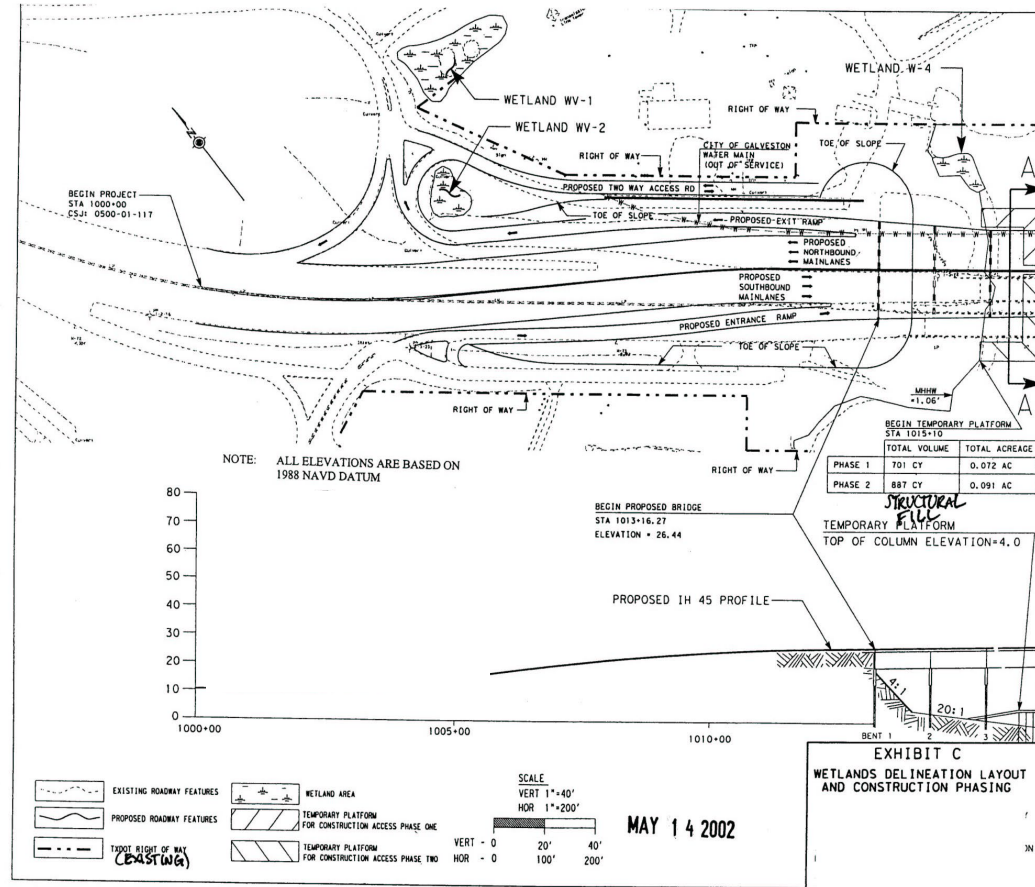 WETLAND W-4
WETLAND WV-1
RIGHT OF WAY
WETLAND WV-2
CITY OF GALVESTON
WATER MAIN
(OUT OF SERVICE)
TOE OF SLOPE
RIGHT OF WAY
A
BEGIN PROJECT
STA 1000+00
CSJ: 0500-01-117
PROPOSED TWO WAY ACCESS RD
TOE OF SLOPE
PROPOSED EXIT RAMP
PROPOSED
NORTHBOUND
MAINLANES
PROPOSED
SOUTHBOUND
MAINLANES
PROPOSED ENTRANCE RAMP
TOE OF SLOPE
MHHW
+1.06'
A
RIGHT OF WAY
BEGIN TEMPORARY PLATFORM
STA 1015+10
TOTAL VOLUME TOTAL ACREAGE
PHASE 1 701 CY 0.072 AC
PHASE 2 887 CY 0.091 AC
NOTE: ALL ELEVATIONS ARE BASED ON
1988 NAVD DATUM
RIGHT OF WAY
STRUCTURAL
FILL
BEGIN PROPOSED BRIDGE
STA 1013+16.27
ELEVATION = 26.44
TEMPORARY PLATFORM
TOP OF COLUMN ELEVATION=4.0
PROPOSED IH 45 PROFILE
80
70
60
50
40
30
20
10
0
4:1
20:1
1000+00 1005+00 1010+00
BENT 1 2 3
EXHIBIT C
WETLANDS DELINEATION LAYOUT
AND CONSTRUCTION PHASING
EXISTING ROADWAY FEATURES
WETLAND AREA
PROPOSED ROADWAY FEATURES
TEMPORARY PLATFORM
FOR CONSTRUCTION ACCESS PHASE ONE
TXDOT RIGHT OF WAY
(EXISTING)
TEMPORARY PLATFORM
FOR CONSTRUCTION ACCESS PHASE TWO
SCALE
VERT 1"=40'
HOR 1"=200'
VERT - 0 20' 40'
HOR - 0 100' 200'
MAY 14 2002